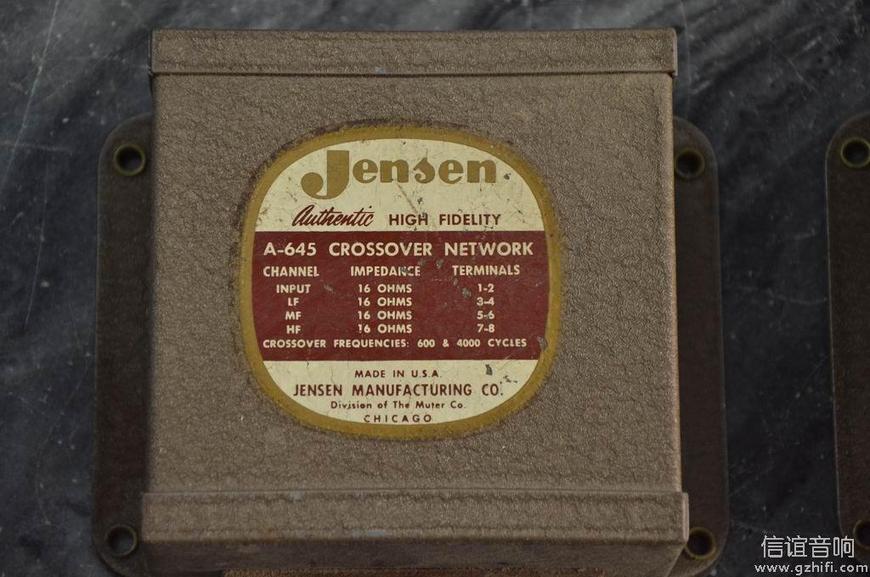 Jensen
Authentic HIGH FIDELITY
A-645 CROSSOVER NETWORK
CHANNEL IMPEDANCE TERMINALS
INPUT 16 OHMS 1-2
LF 16 OHMS 3-4
MF 16 OHMS 5-6
HF 16 OHMS 7-8
CROSSOVER FREQUENCIES: 600 & 4000 CYCLES
MADE IN U.S.A.
JENSEN MANUFACTURING CO.
Division of The Muter Co.
CHICAGO
信谊音响
www.gzhifi.com